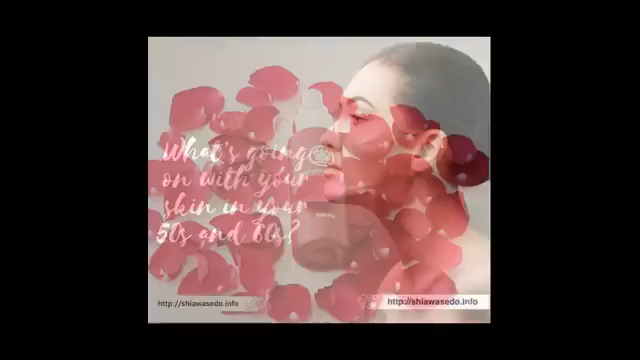 What's going
on with your
skin in your
50s and 60s?
http://shiawasedo.info
http://shiawasedo.info